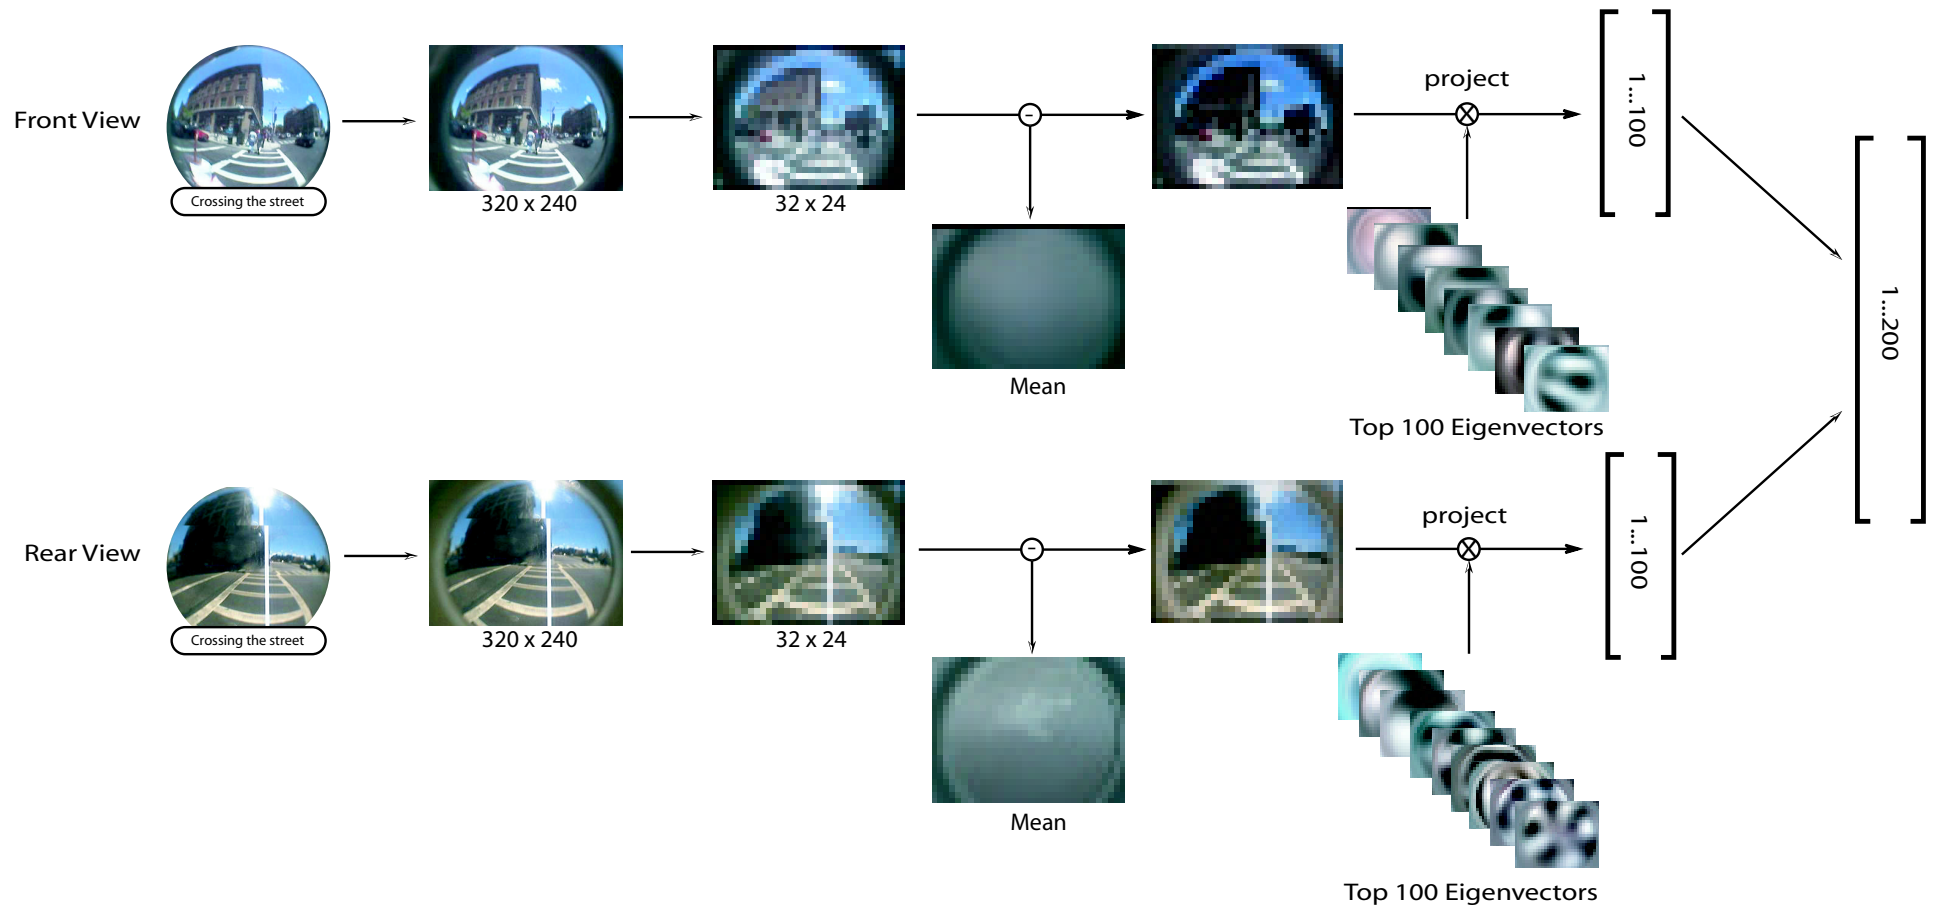 Front View
Crossing the street
320 x 240
32 x 24
-
Mean
project
Top 100 Eigenvectors
1...100
1...200
Rear View
Crossing the street
320 x 240
32 x 24
-
Mean
project
Top 100 Eigenvectors
1...100